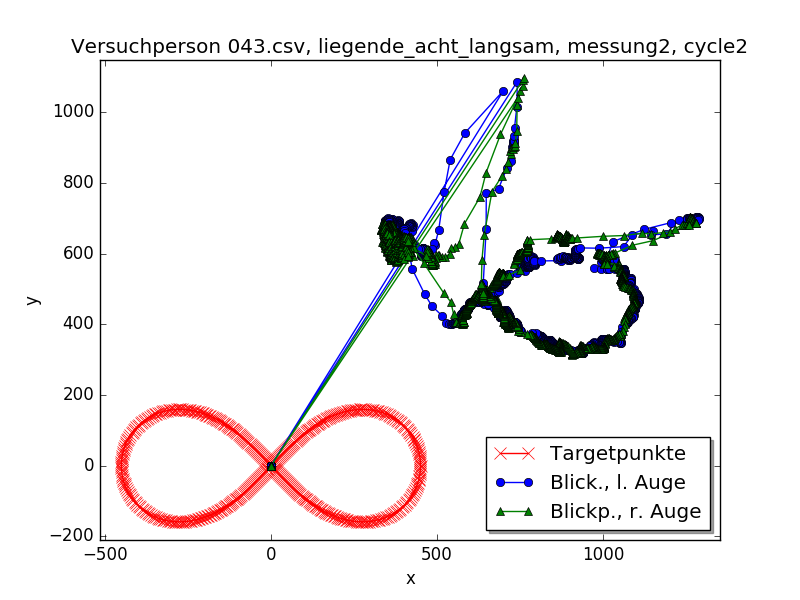 Versuchperson 043.csv, liegende_acht_langsam, messung2, cycle2
1000
800
600
400
200
0
−200
y
−500
0
500
1000
x
Targetpunkte
Blick., l. Auge
Blickp., r. Auge